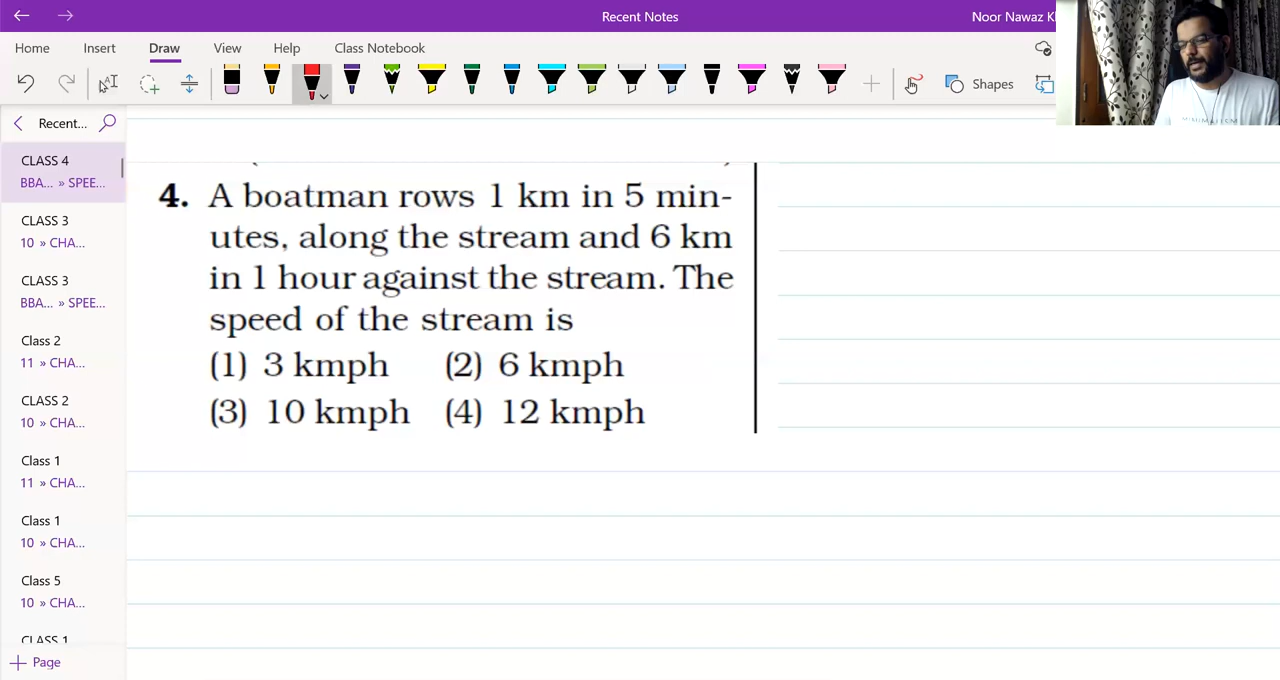 Recent Notes
Noor Nawaz Kl
Home Insert Draw View Help Class Notebook
Shapes
Recent...
CLASS 4
BBA... » SPEE...
CLASS 3
10 » CHA...
CLASS 3
BBA... » SPEE...
Class 2
11 » CHA...
CLASS 2
10 » CHA...
Class 1
11 » CHA...
Class 1
10 » CHA...
Class 5
10 » CHA...
CLASS 1
Page
4. A boatman rows 1 km in 5 min-
utes, along the stream and 6 km
in 1 hour against the stream. The
speed of the stream is
(1) 3 kmph (2) 6 kmph
(3) 10 kmph (4) 12 kmph